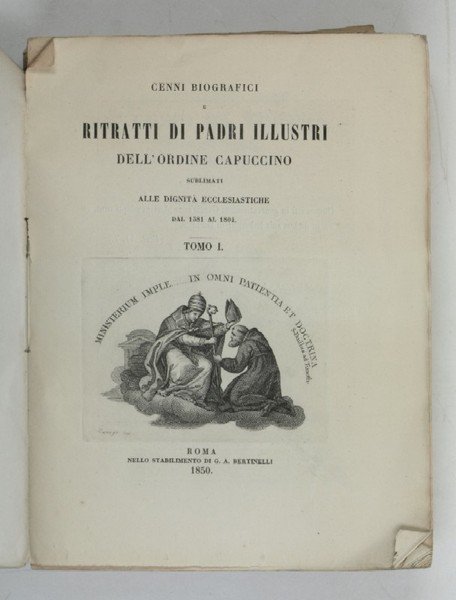 CENNI BIOGRAFICI
E
RITRATTI DI PADRI ILLUSTRI
DELL'ORDINE CAPUCCINO
SUBLIMATI
ALLE DIGNITÀ ECCLESIASTICHE
DAL 1581 AL 1804.
TOMO I.
MINISTERIUM IMPLE... IN OMNI PATIENTIA ET DOCTRINA
ROMA
NELLO STABILIMENTO DI G. A. BERTINELLI
1850.